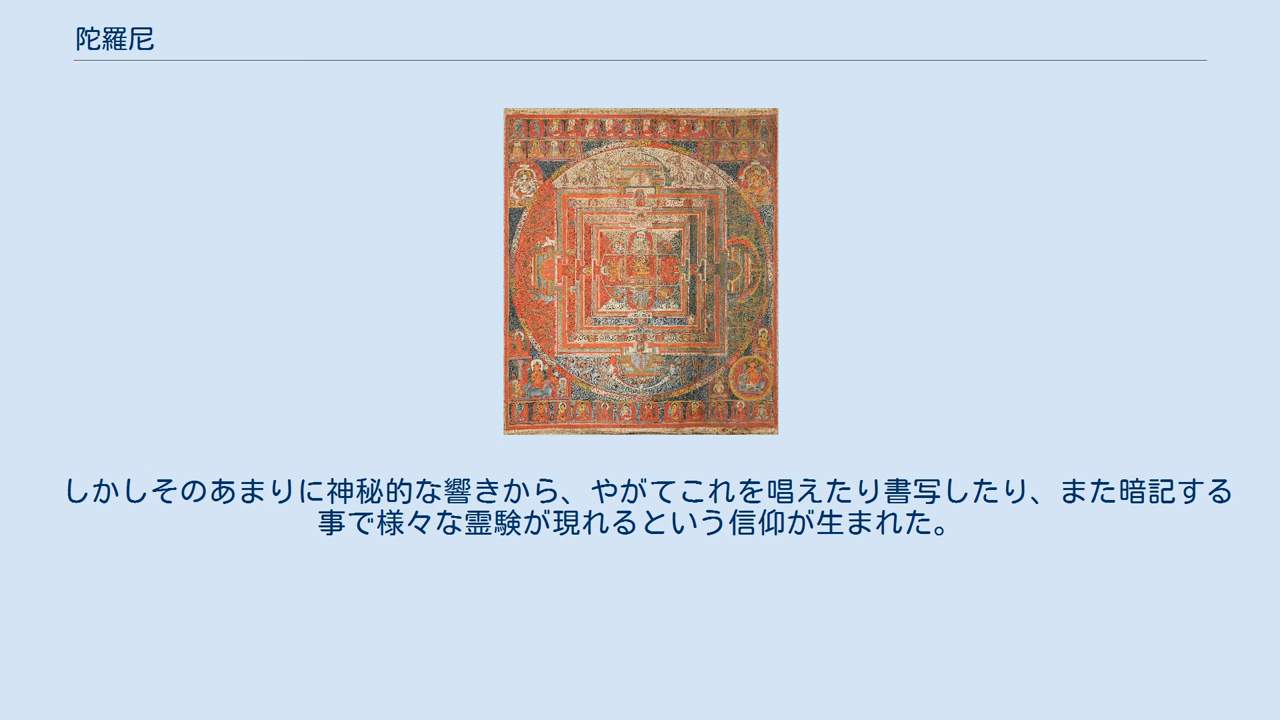 陀羅尼
しかしそのあまりに神秘的な響きから、やがてこれを唱えたり書写したり、また暗記する
事で様々な霊験が現れるという信仰が生まれた。